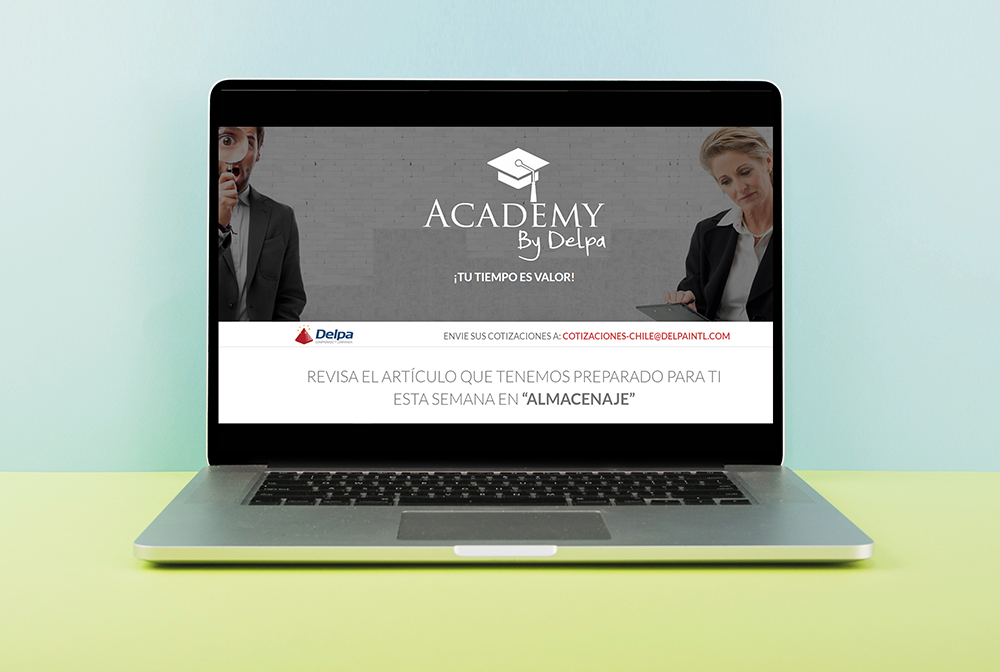 ACADEMY
By Delpa
¡TU TIEMPO ES VALOR!
Delpa
ENVIE SUS COTIZACIONES A: COTIZACIONES-CHILE@DELPAINTL.COM
REVISA EL ARTÍCULO QUE TENEMOS PREPARADO PARA TI
ESTA SEMANA EN “ALMACENAJE”